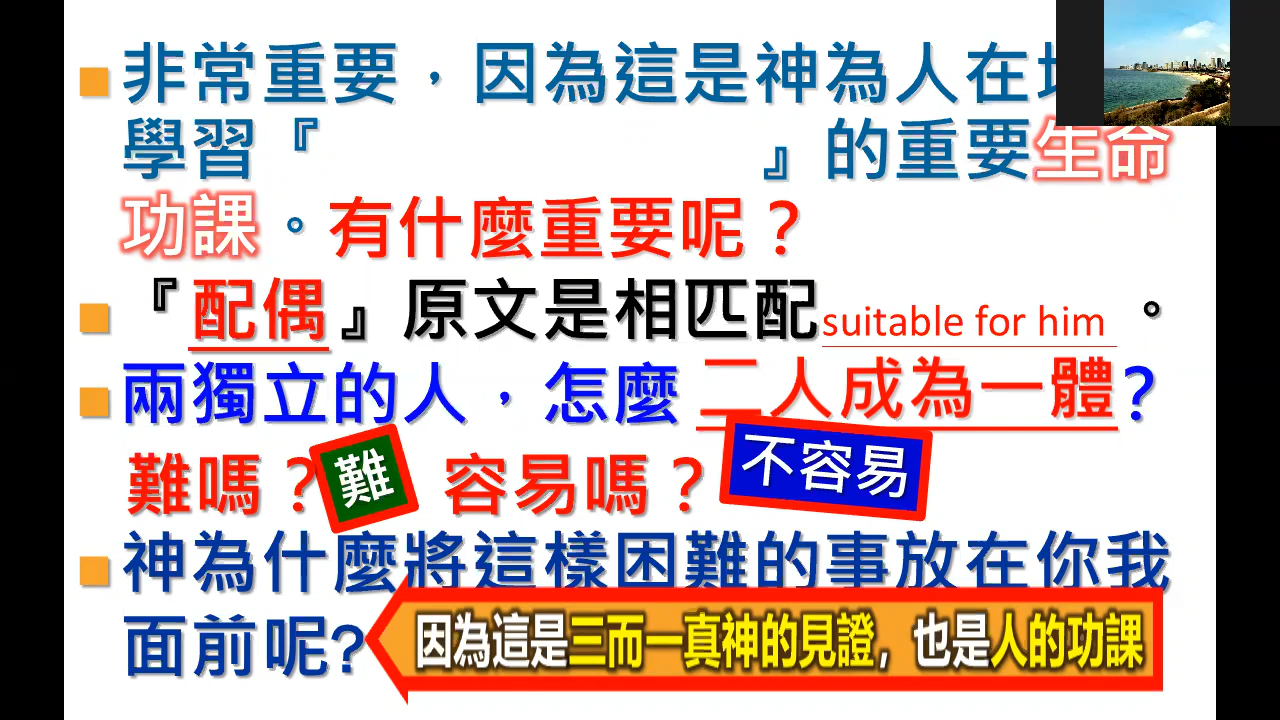 非常重要，因為這是神為人在
學習『 』的重要生命
功課。有什麼重要呢？
『配偶』原文是相匹配suitable for him 。
兩獨立的人，怎麼 二人成為一體?
難嗎？難 容易嗎？不容易
神為什麼將這樣困難的事放在你我
面前呢?
因為這是三而一真神的見證，也是人的功課